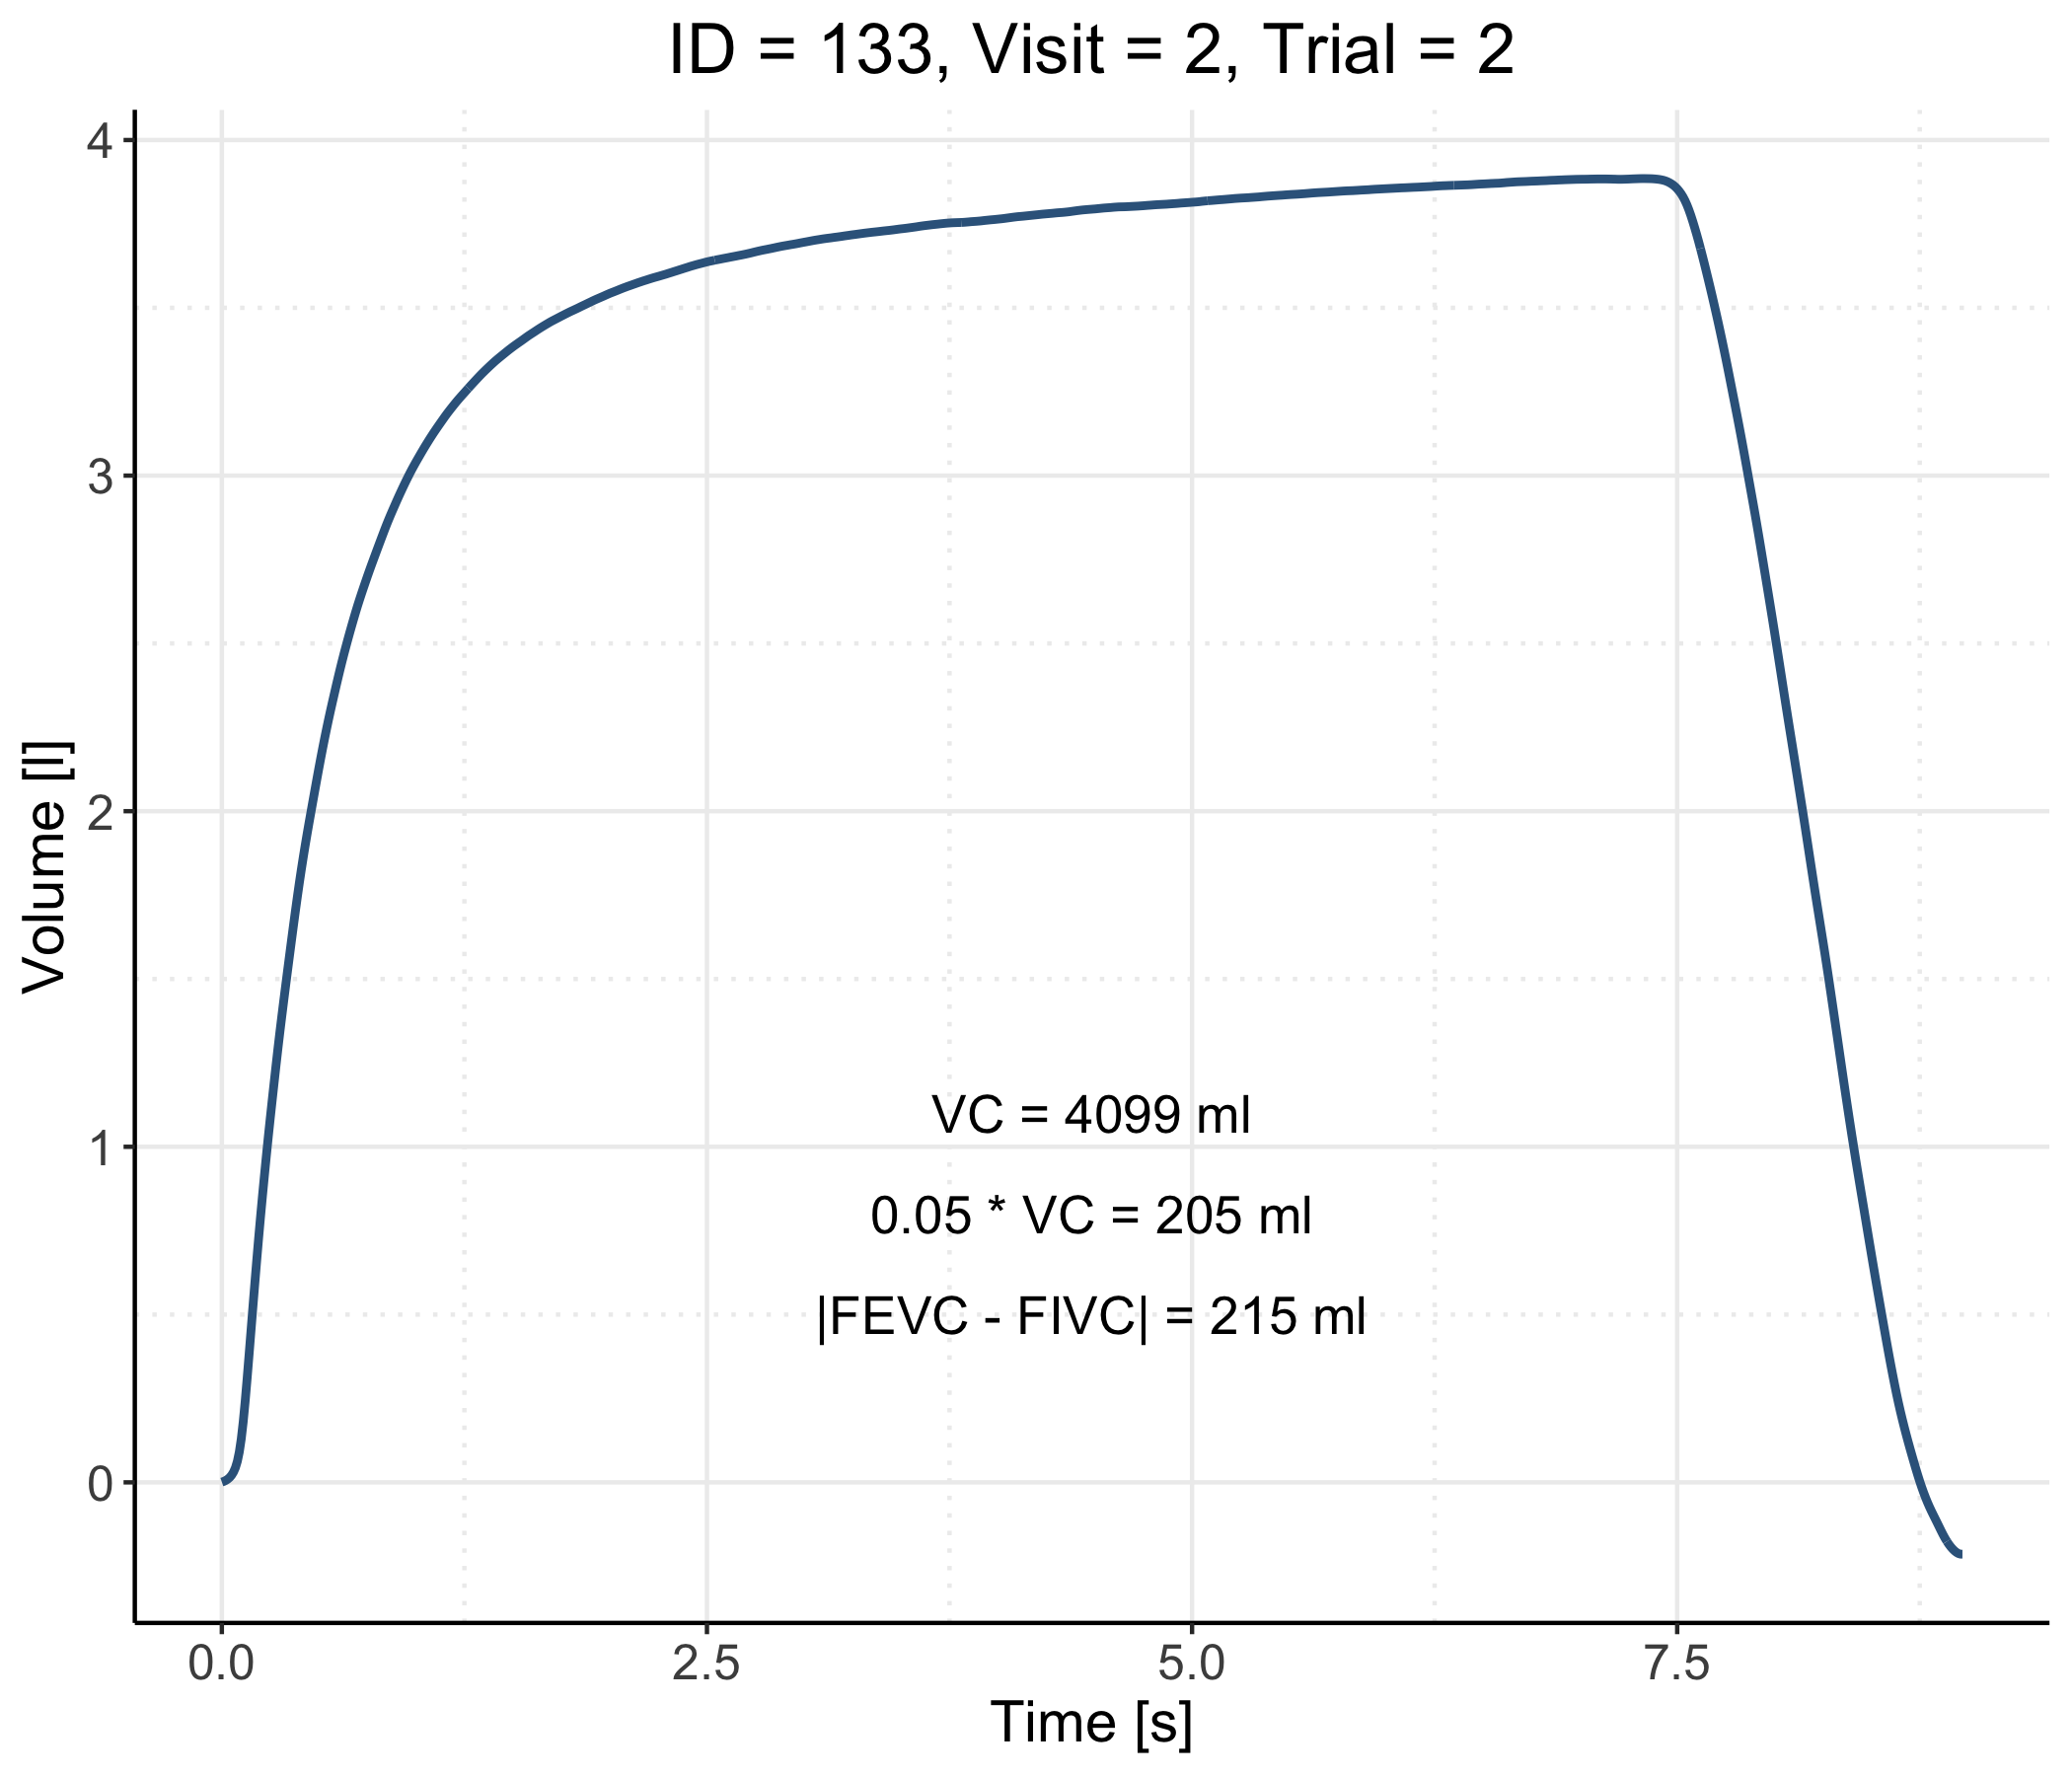 ID = 133, Visit = 2, Trial = 2
4
3
2
1
0
Volume [l]
VC = 4099 ml
0.05 * VC = 205 ml
|FEVC - FIVC| = 215 ml
0.0
2.5
5.0
7.5
Time [s]